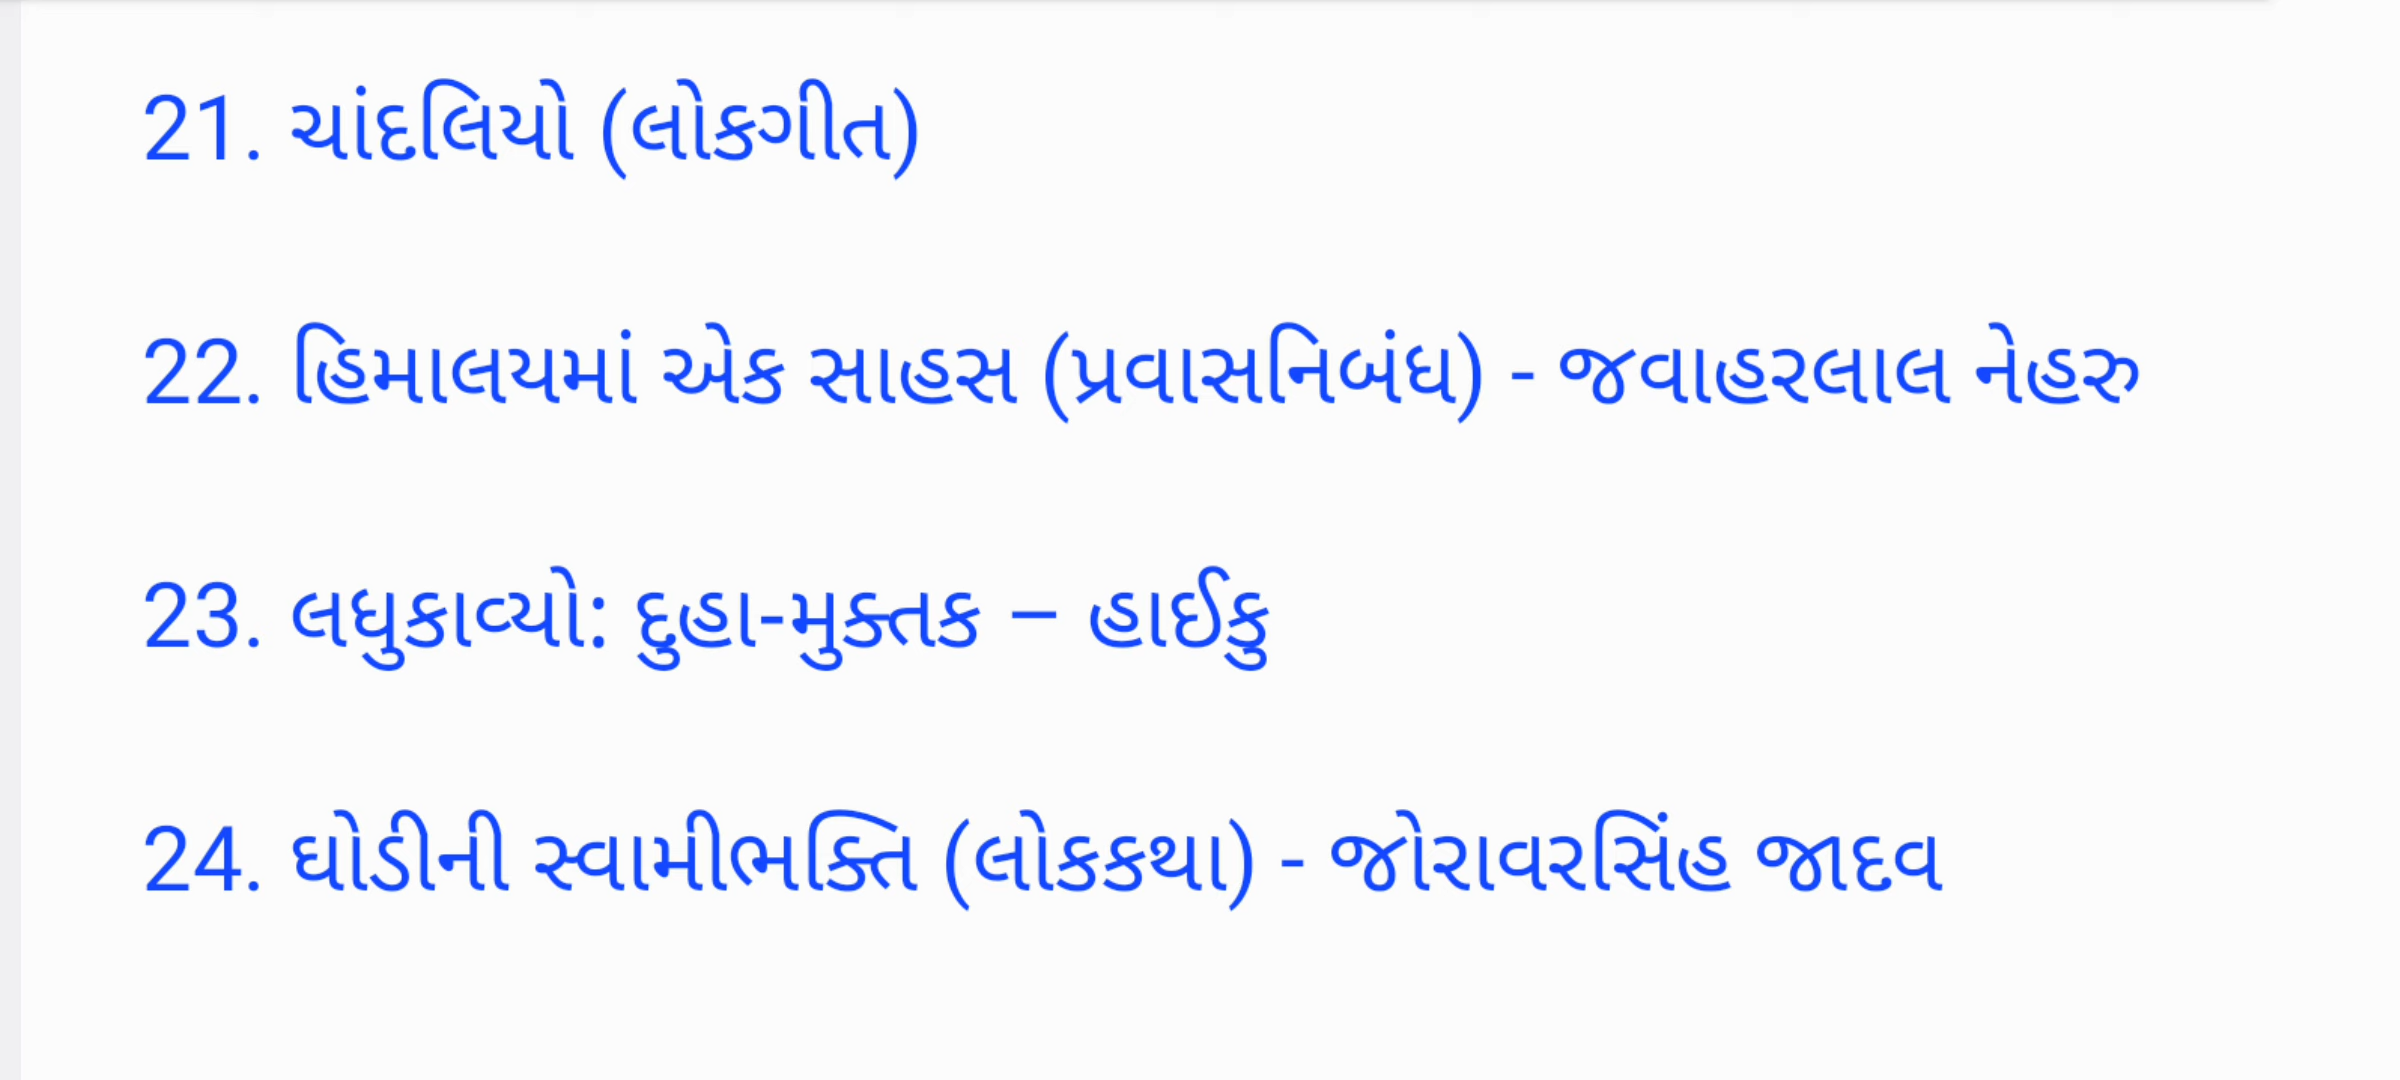 21. ચાંદલિયો (લોકગીત)
22. હિમાલયમાં એક સાહસ (પ્રવાસનિબંધ) - જવાહરલાલ નેહરુ
23. લઘુકાવ્યો: દુહા-મુક્તક – હાઈકુ
24. ઘોડીની સ્વામીભક્તિ (લોકકથા) - જોરાવરસિંહ જાદવ